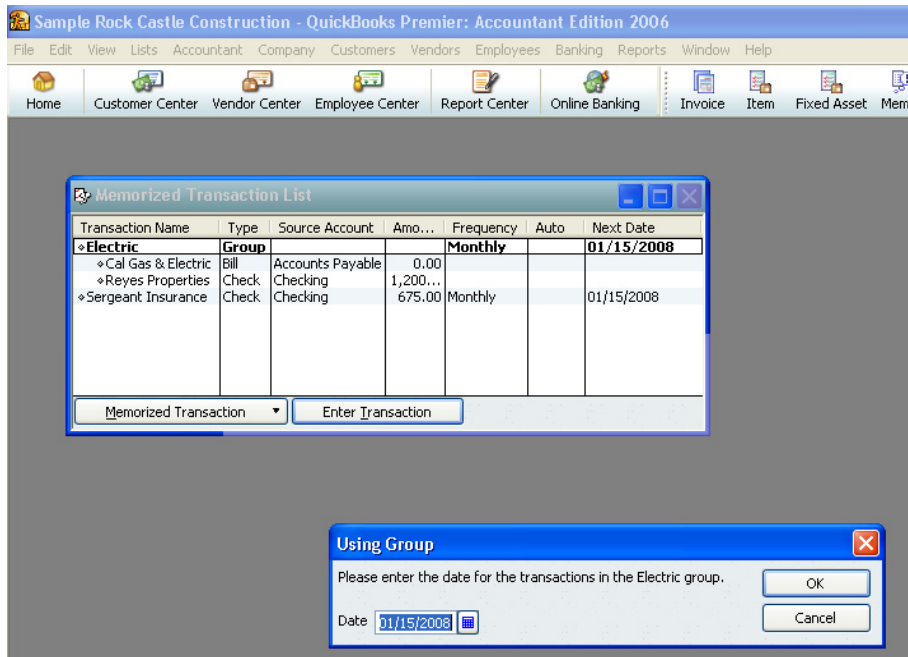 Sample Rock Castle Construction - QuickBooks Premier: Accountant Edition 2006
File Edit View Lists Accountant Company Customers Vendors Employees Banking Reports Window Help
Home Customer Center Vendor Center Employee Center Report Center Online Banking Invoice Item Fixed Asset Mem
Memorized Transaction List
Transaction Name Type Source Account Amo... Frequency Auto Next Date
Electric Group Monthly 01/15/2008
Cal Gas & Electric Bill Accounts Payable 0.00
Reyes Properties Check Checking 1,200...
Sergeant Insurance Check Checking 675.00 Monthly 01/15/2008
Memorized Transaction Enter Transaction
Using Group
Please enter the date for the transactions in the Electric group.
OK
Date 01/15/2008
Cancel